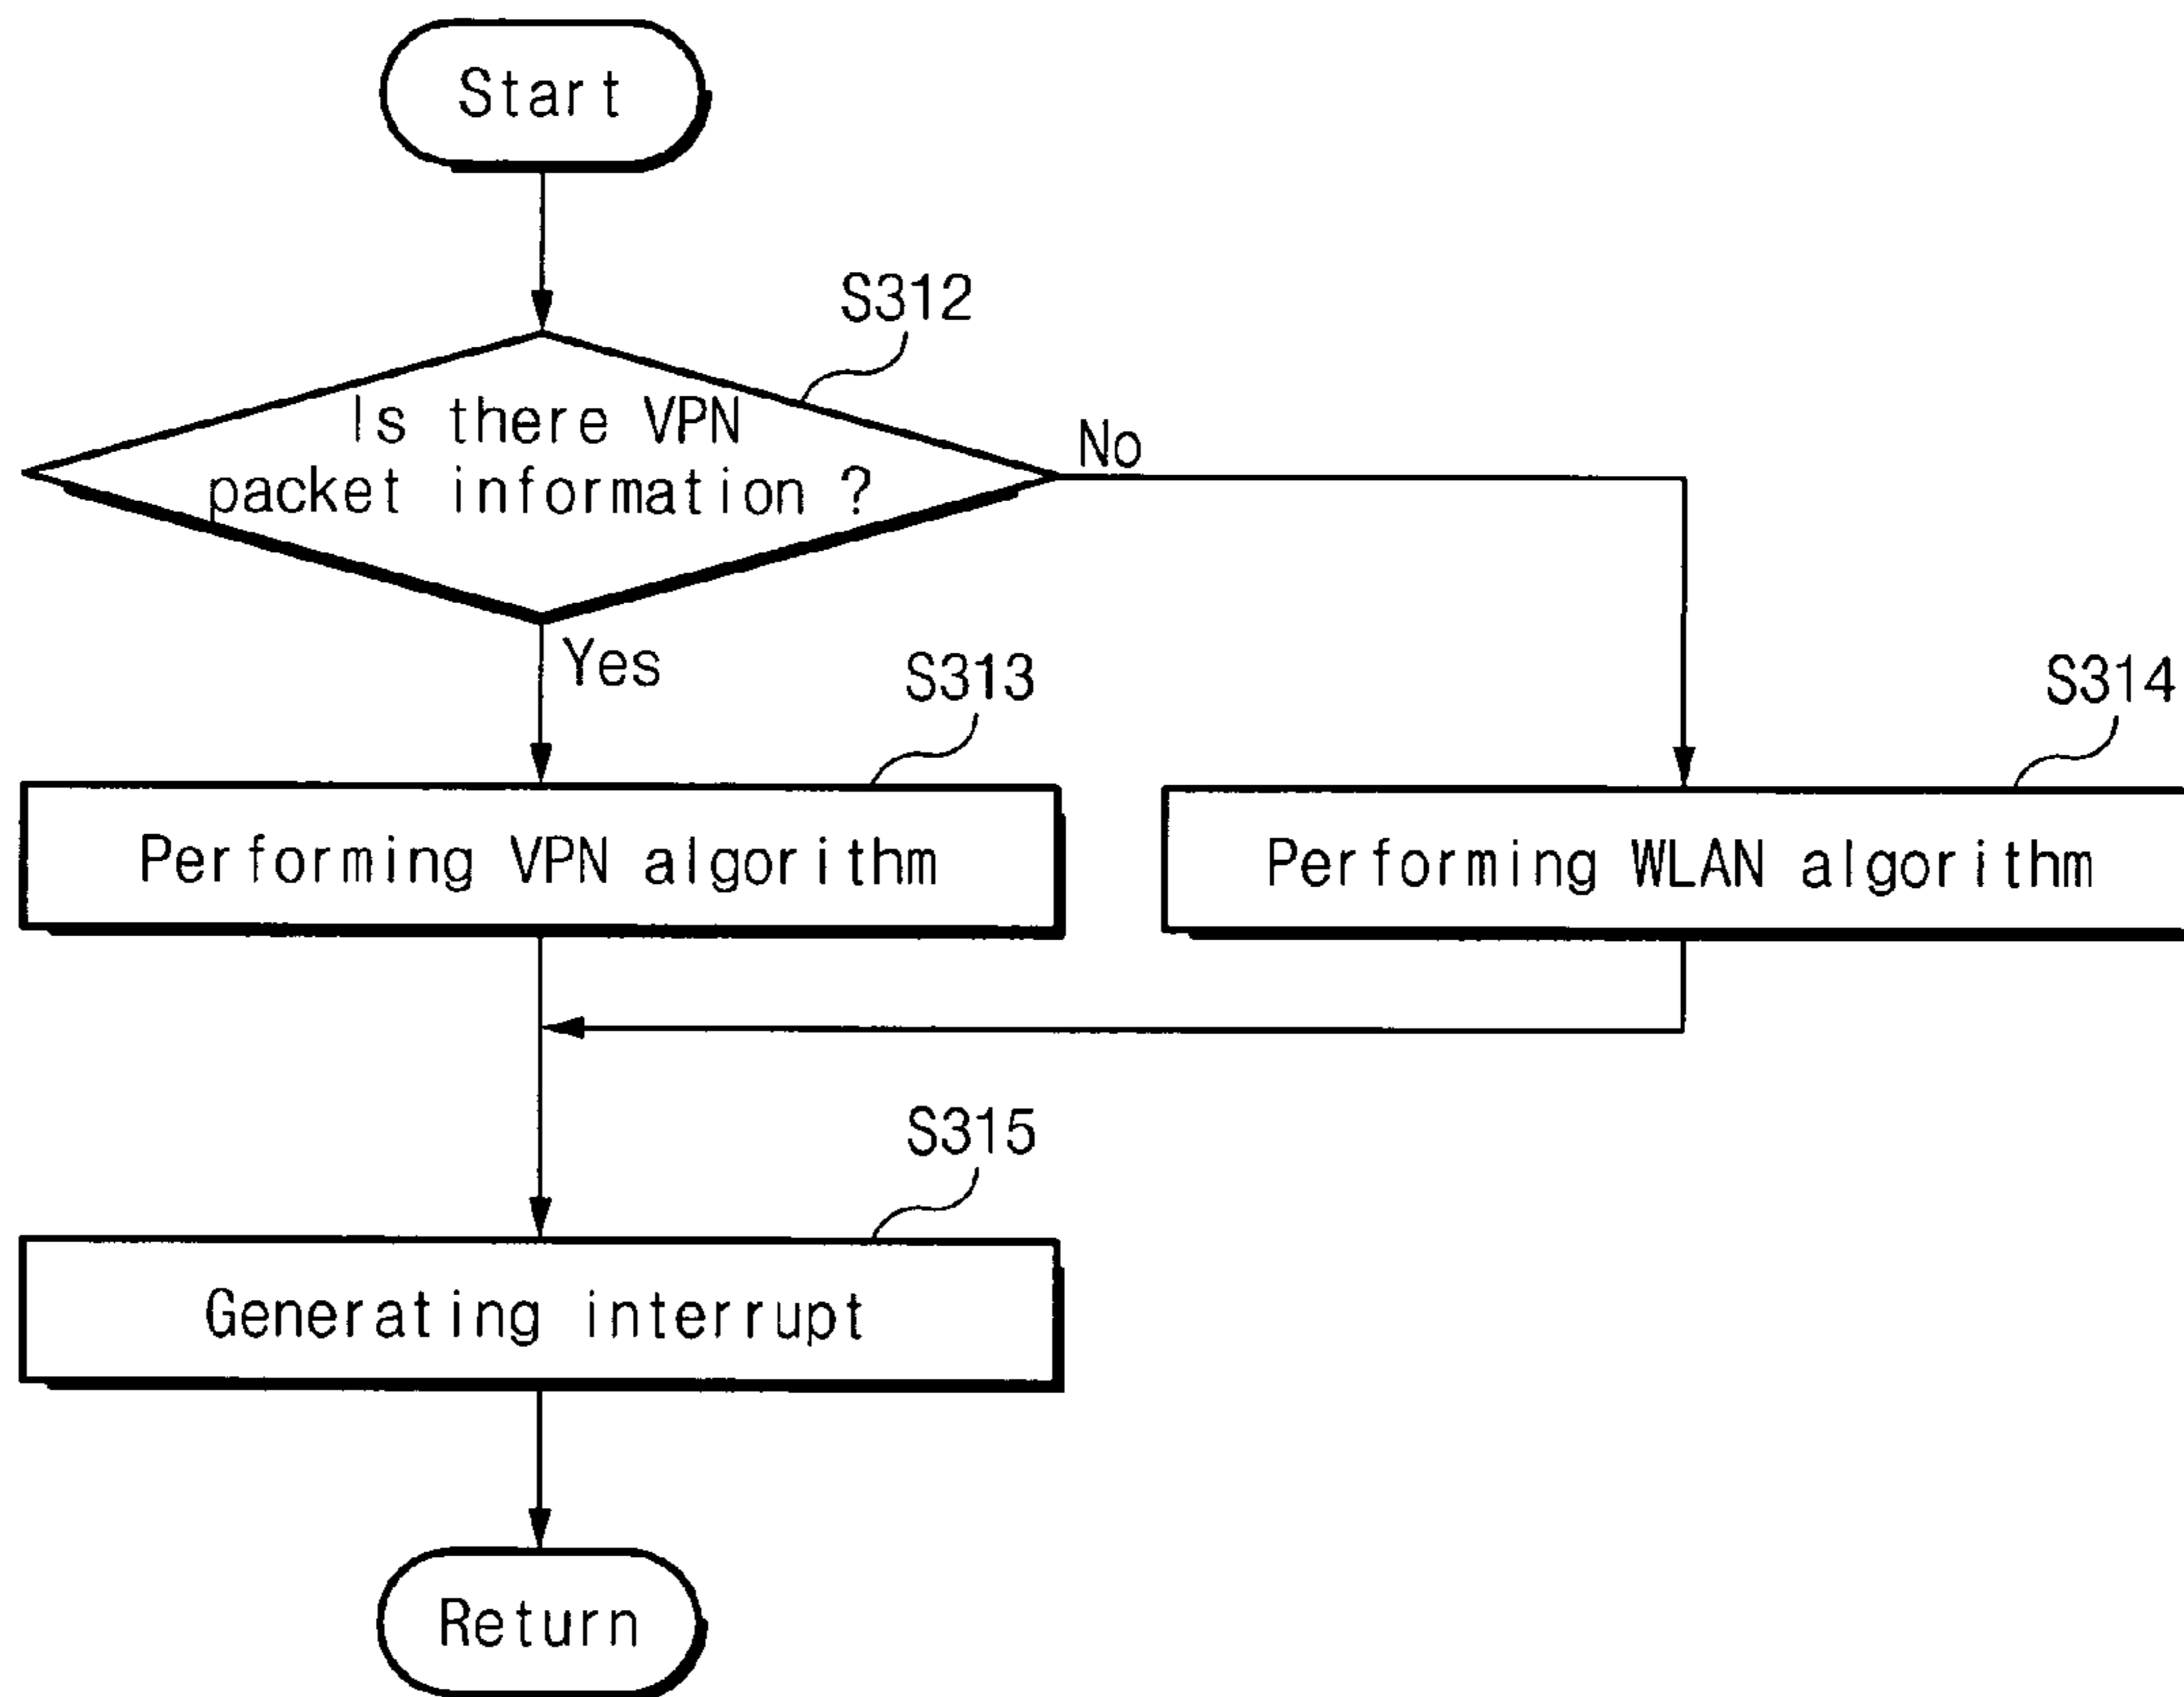 Start
S312
Is there VPN
packet information ?
No
Yes
S313
S314
Performing VPN algorithm
Performing WLAN algorithm
S315
Generating interrupt
Return